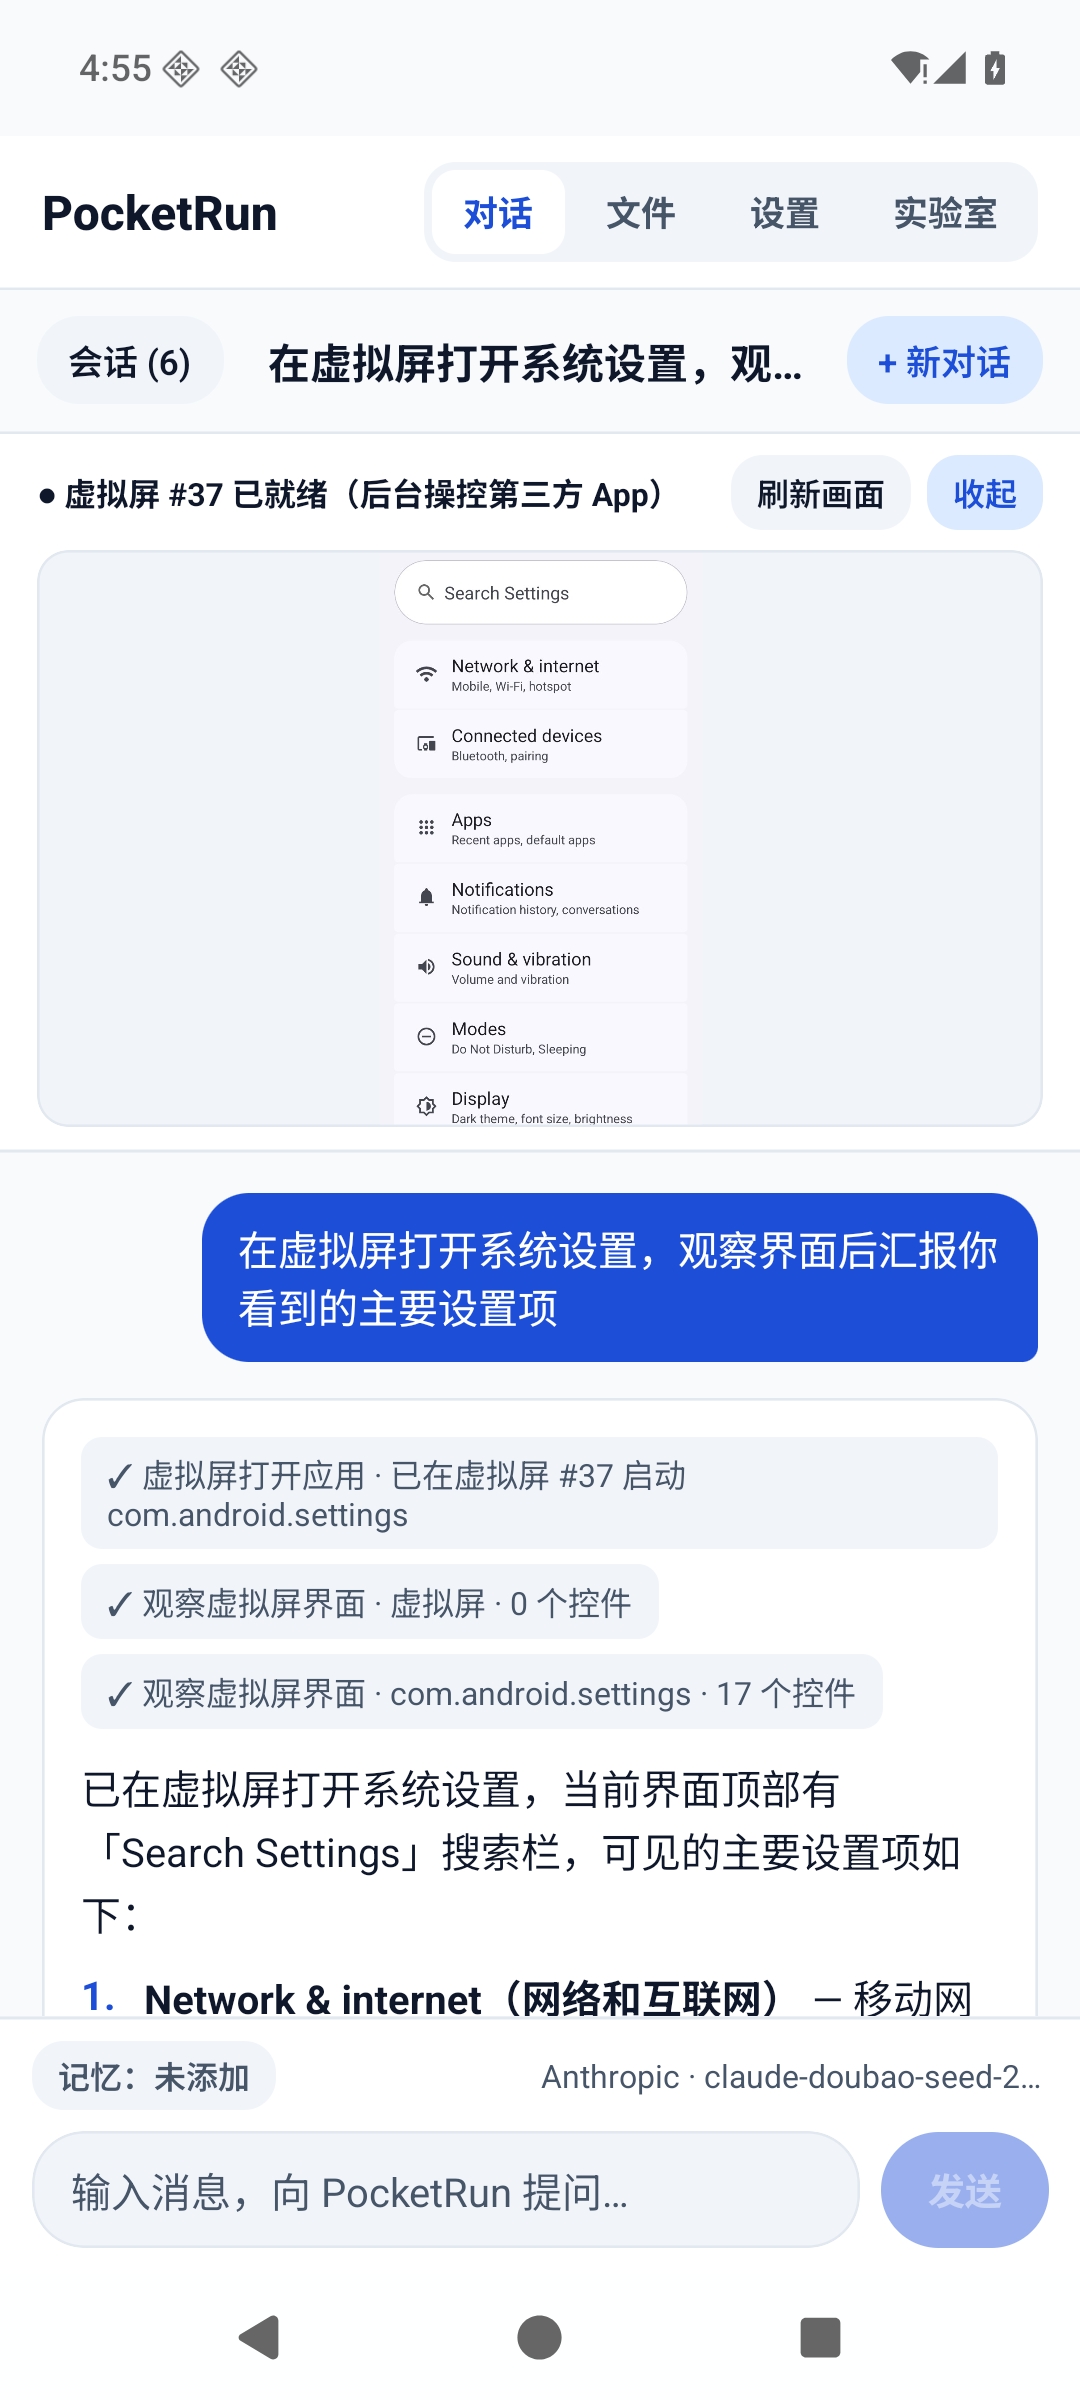 4:55
PocketRun
对话
文件
设置
实验室
会话 (6)
在虚拟屏打开系统设置，观...
+ 新对话
● 虚拟屏 #37 已就绪（后台操控第三方 App）
刷新画面
收起
Search Settings
Network & internet
Mobile, Wi-Fi, hotspot
Connected devices
Bluetooth, pairing
Apps
Recent apps, default apps
Notifications
Notification history, conversations
Sound & vibration
Volume and vibration
Modes
Do Not Disturb, Sleeping
Display
Dark theme, font size, brightness
在虚拟屏打开系统设置，观察界面后汇报你
看到的主要设置项
✓ 虚拟屏打开应用 · 已在虚拟屏 #37 启动
com.android.settings
✓ 观察虚拟屏界面 · 虚拟屏 · 0 个控件
✓ 观察虚拟屏界面 · com.android.settings · 17 个控件
已在虚拟屏打开系统设置，当前界面顶部有
「Search Settings」搜索栏，可见的主要设置项如
下：
1. Network & internet（网络和互联网） – 移动网
记忆：未添加
Anthropic · claude-doubao-seed-2...
输入消息，向 PocketRun 提问...
发送